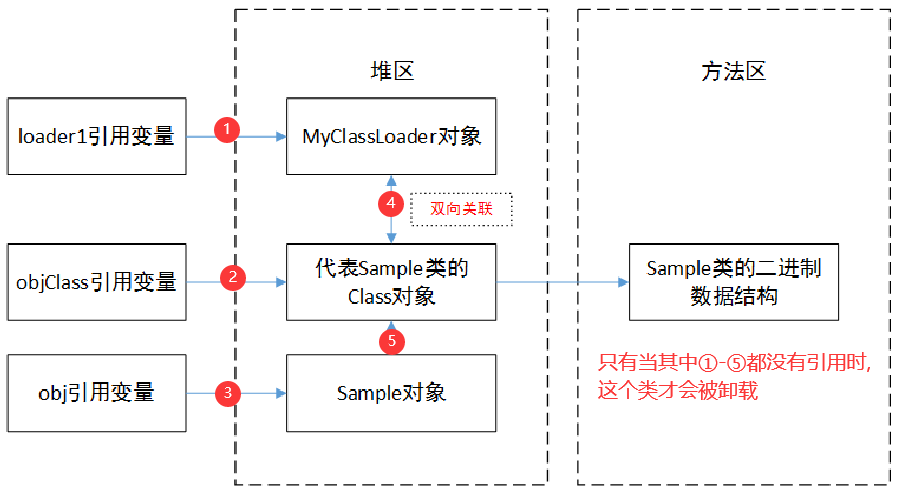 堆区
方法区
loader1引用变量
1
MyClassLoader对象
4
双向关联
objClass引用变量
2
代表Sample类的
Class对象
Sample类的二进制
数据结构
5
obj引用变量
3
Sample对象
只有当其中①-⑤都没有引用时,
这个类才会被卸载